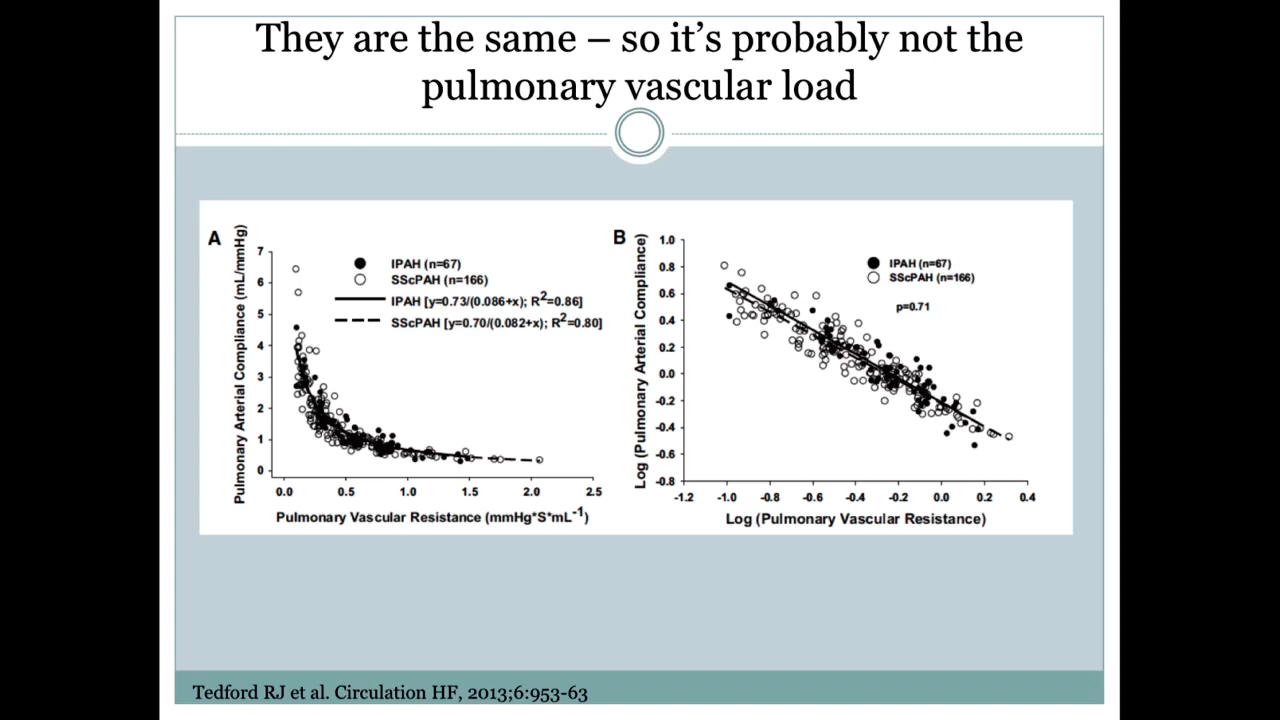 They are the same – so it’s probably not the
pulmonary vascular load
A
Pulmonary Arterial Compliance (mL/mmHg)
7
6
5
4
3
2
1
0
IPAH (n=67)
SScPAH (n=166)
IPAH [y=0.73/(0.086+x); R2=0.86]
SScPAH [y=0.70/(0.082+x); R2=0.80]
0.0 0.5 1.0 1.5 2.0 2.5
Pulmonary Vascular Resistance (mmHg*S*mL-1)
B
Log (Pulmonary Arterial Compliance)
1.0
0.8
0.6
0.4
0.2
0.0
-0.2
-0.4
-0.6
-0.8
IPAH (n=67)
SScPAH (n=166)
p=0.71
-1.2 -1.0 -0.8 -0.6 -0.4 -0.2 0.0 0.2 0.4
Log (Pulmonary Vascular Resistance)
Tedford RJ et al. Circulation HF, 2013;6:953-63